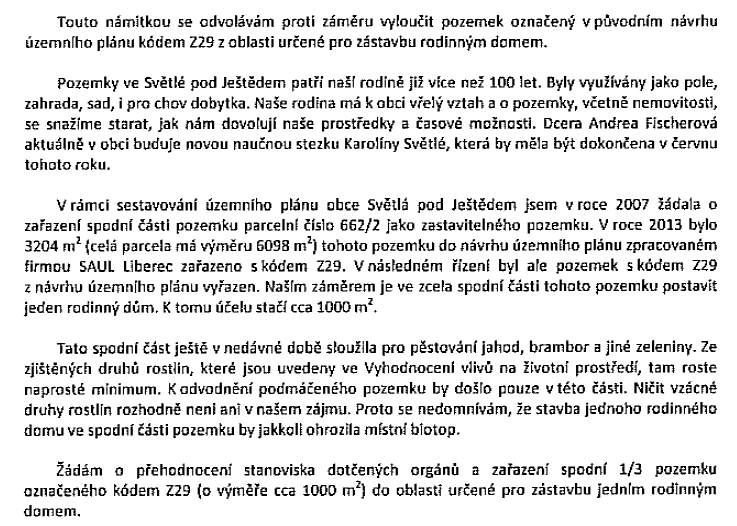 Touto námitkou se odvolávám proti záměru vyloučit pozemek označený v původním návrhu
územního plánu kódem Z29 z oblasti určené pro zástavbu rodinným domem.
Pozemky ve Světlé pod Ještědem patří naší rodině již více než 100 let. Byly využívány jako pole,
zahrada, sad, i pro chov dobytka. Naše rodina má k obci vřelý vztah a o pozemky, včetně nemovitosti,
se snažíme starat, jak nám dovolují naše prostředky a časové možnosti. Dcera Andrea Fischerová
aktuálně v obci buduje novou naučnou stezku Karolíny Světlé, která by měla být dokončena v červnu
tohoto roku.
V rámci sestavování územního plánu obce Světlá pod Ještědem jsem v roce 2007 žádala o
zařazení spodní části pozemku parcelní číslo 662/2 jako zastavitelného pozemku. V roce 2013 bylo
3204 m² (celá parcela má výměru 6098 m²) tohoto pozemku do návrhu územního plánu zpracovaném
firmou SAUL Liberec zařazeno s kódem Z29. V následném řízení byl ale pozemek s kódem Z29
z návrhu územního plánu vyřazen. Naším záměrem je ve zcela spodní části tohoto pozemku postavit
jeden rodinný dům. K tomu účelu stačí cca 1000 m².
Tato spodní část ještě v nedávné době sloužila pro pěstování jahod, brambor a jiné zeleniny. Ze
zjištěných druhů rostlin, které jsou uvedeny ve Vyhodnocení vlivů na životní prostředí, tam roste
naprosté minimum. K odvodnění podmáčeného pozemku by došlo pouze v této části. Ničit vzácné
druhy rostlin rozhodně není ani v našem zájmu. Proto se nedomnívám, že stavba jednoho rodinného
domu ve spodní části pozemku by jakkoli ohrozila místní biotop.
Žádám o přehodnocení stanoviska dotčených orgánů a zařazení spodní 1/3 pozemku
označeného kódem Z29 (o výměře cca 1000 m²) do oblasti určené pro zástavbu jedním rodinným
domem.